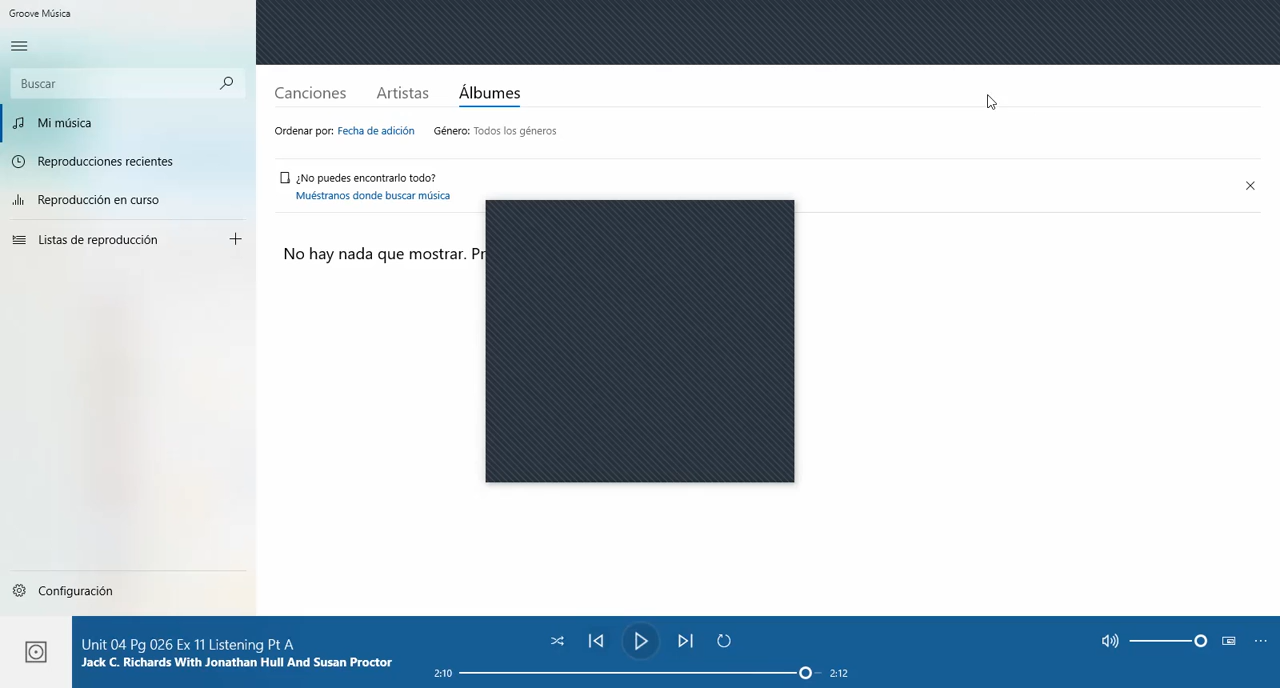 Groove Música
Buscar
Mi música
Reproducciones recientes
Reproducción en curso
Listas de reproducción
Configuración
Canciones Artistas Álbumes
Ordenar por: Fecha de adición Género: Todos los géneros
¿No puedes encontrarlo todo?
Muéstranos donde buscar música
No hay nada que mostrar.
Unit 04 Pg 026 Ex 11 Listening Pt A
Jack C. Richards With Jonathan Hull And Susan Proctor
2:10 2:12